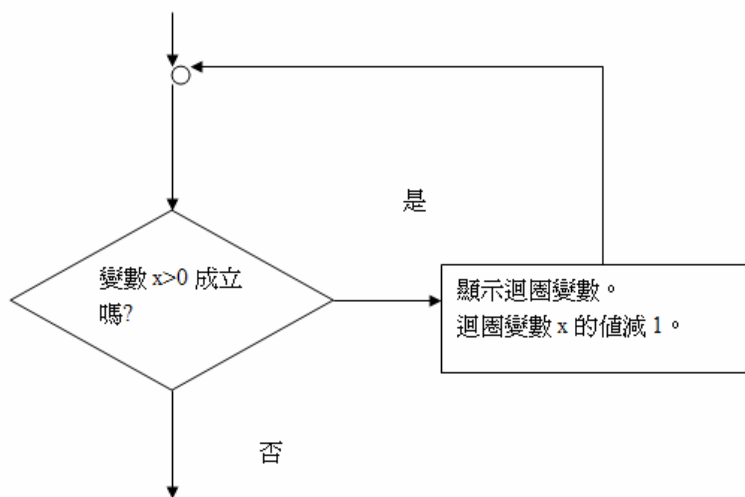 是
變數 x>0 成立
嗎?
顯示迴圈變數。
迴圈變數 x 的值減 1。
否